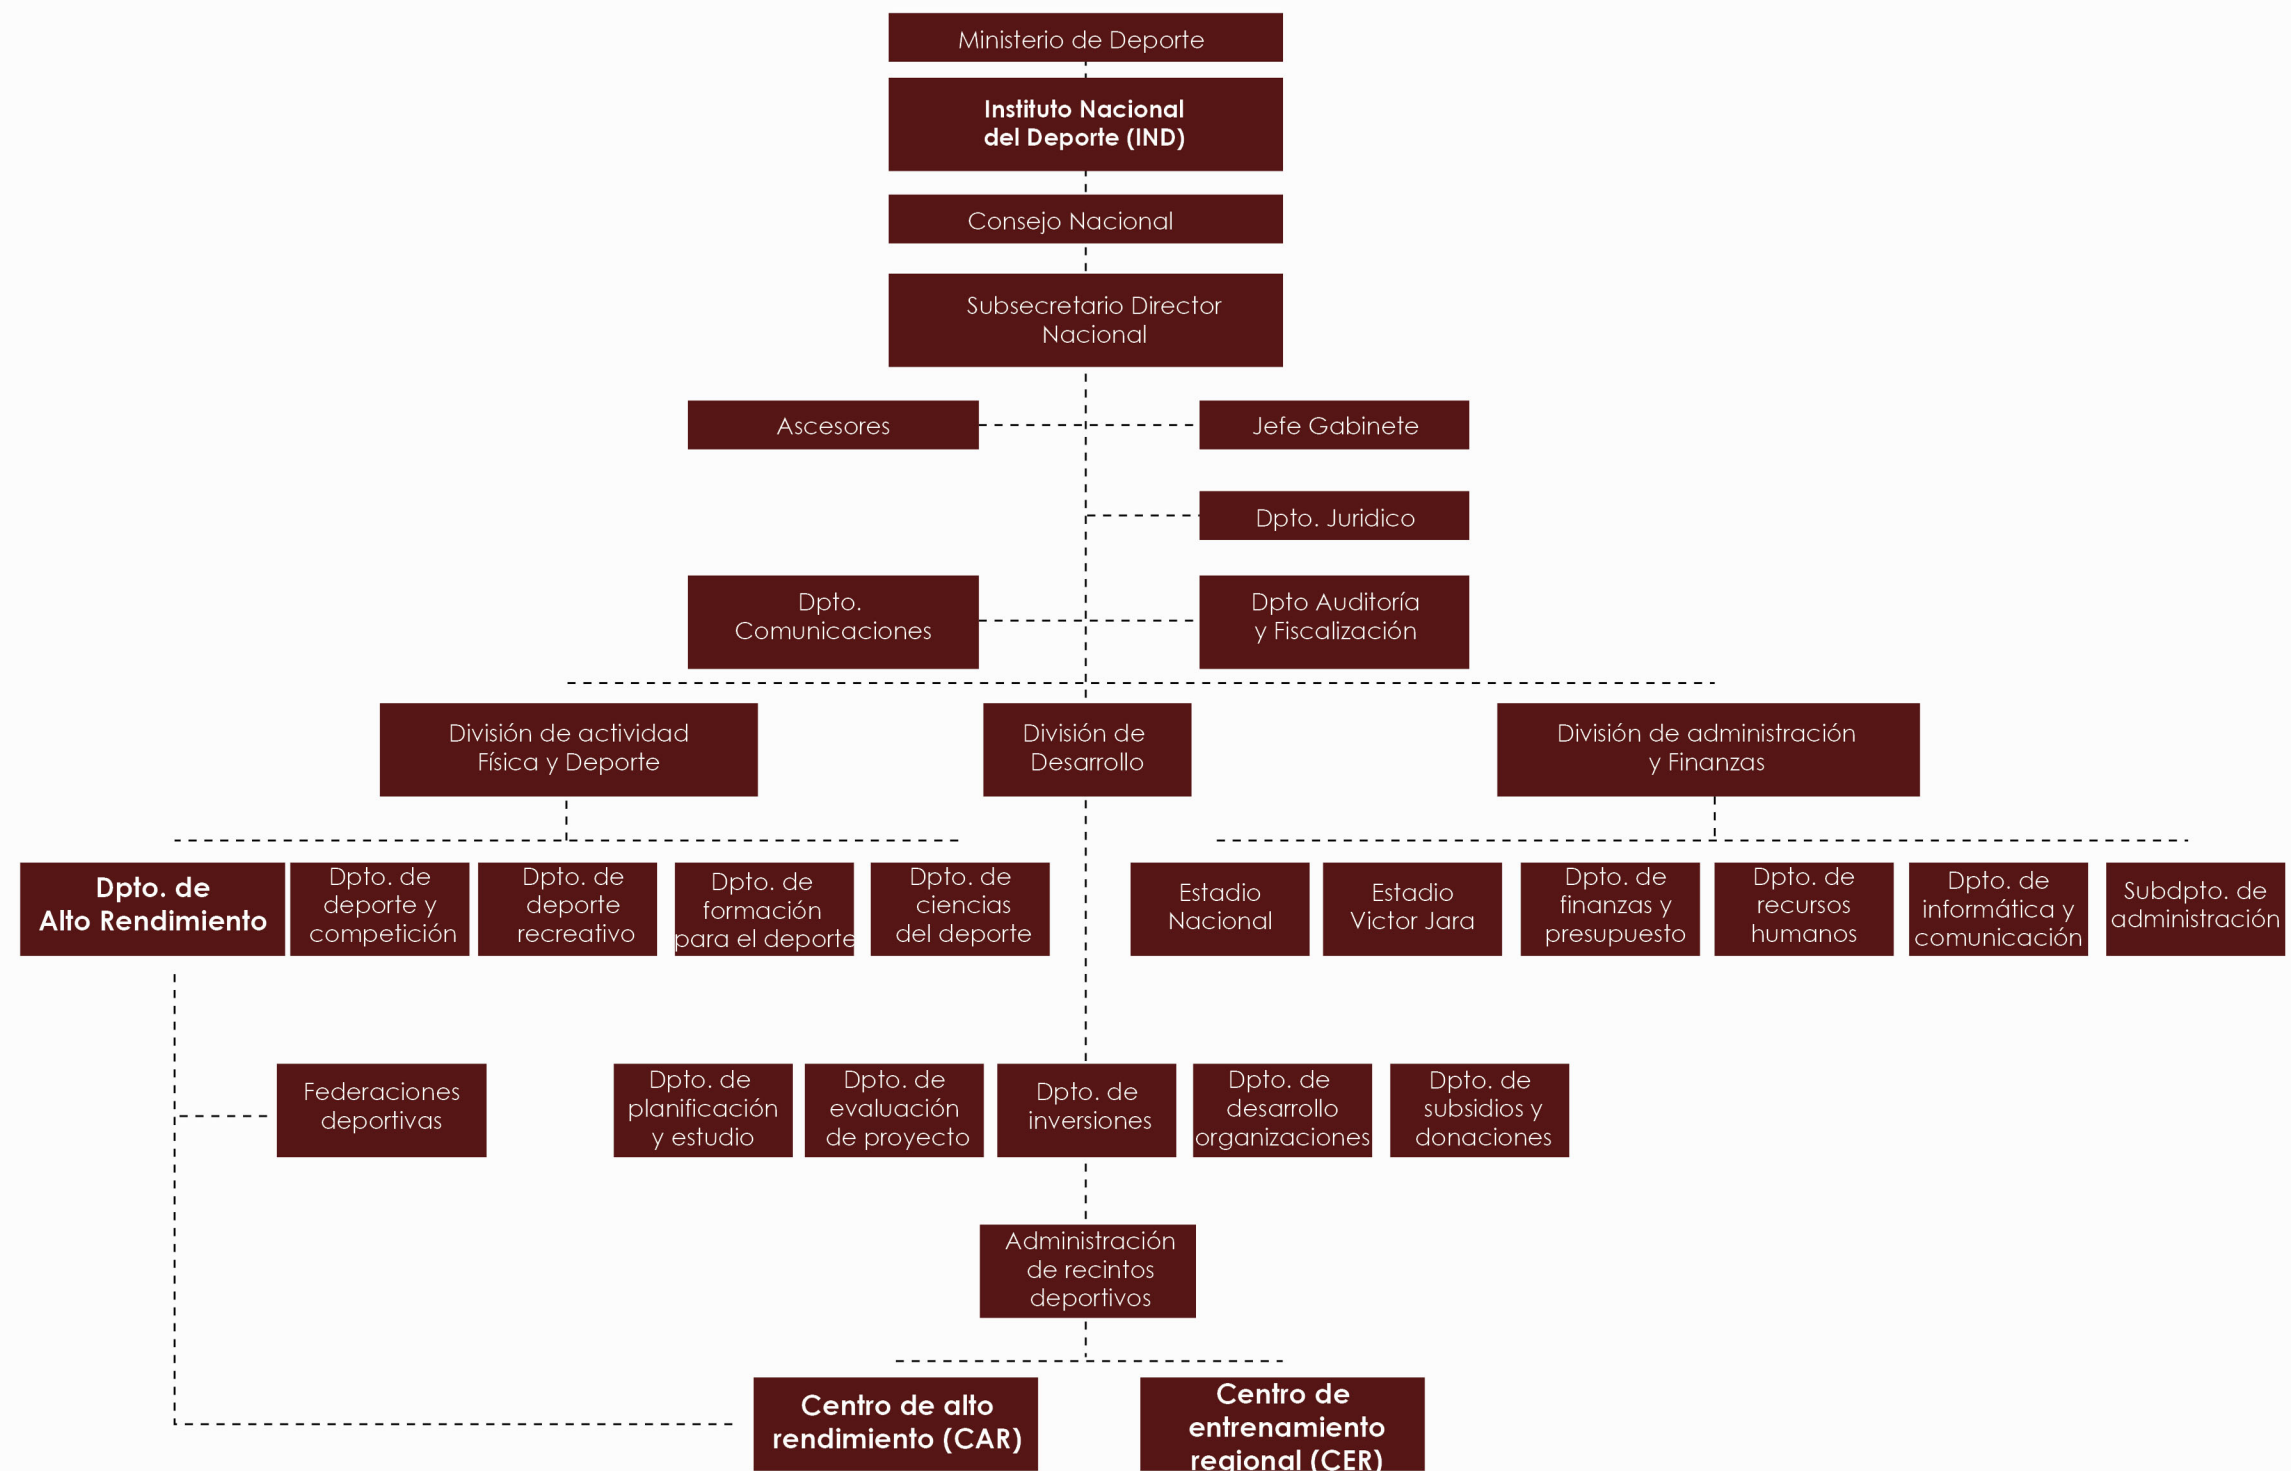 Ministerio de Deporte
Instituto Nacional
del Deporte (IND)
Consejo Nacional
Subsecretario Director
Nacional
Ascesores
Jefe Gabinete
Dpto. Juridico
Dpto.
Comunicaciones
Dpto Auditoría
y Fiscalización
División de actividad
Física y Deporte
División de
Desarrollo
División de administración
y Finanzas
Dpto. de
Alto Rendimiento
Dpto. de
deporte y
competición
Dpto. de
deporte
recreativo
Dpto. de
formación
para el deporte
Dpto. de
ciencias
del deporte
Estadio
Nacional
Estadio
Victor Jara
Dpto. de
finanzas y
presupuesto
Dpto. de
recursos
humanos
Dpto. de
informática y
comunicación
Subdpto. de
administración
Federaciones
deportivas
Dpto. de
planificación
y estudio
Dpto. de
evaluación
de proyecto
Dpto. de
inversiones
Dpto. de
desarrollo
organizaciones
Dpto. de
subsidios y
donaciones
Administración
de recintos
deportivos
Centro de alto
rendimiento (CAR)
Centro de
entrenamiento
regional (CER)